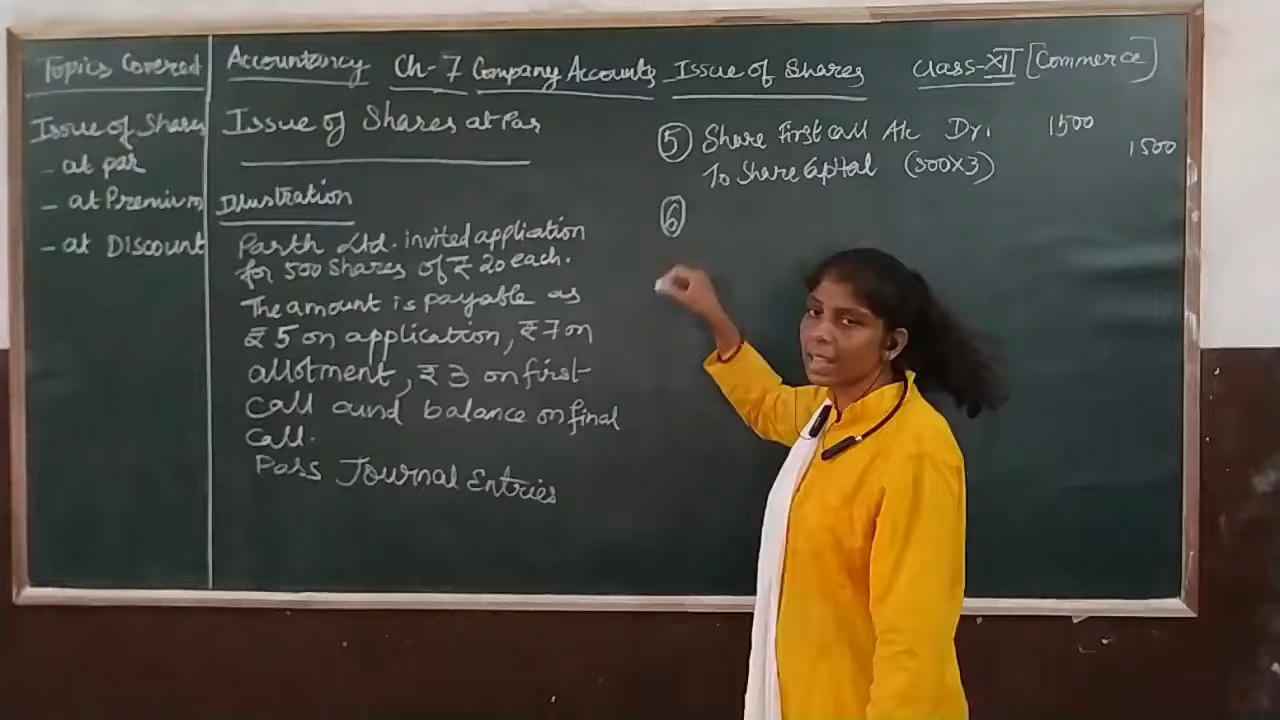 Topics Covered
Issue of Shares
- at par
- at Premium
- at Discount
Accountancy Ch-7 Company Accounts Issue of Shares Class-XII [Commerce]
Issue of Shares at Par
Illustration
Parth Ltd. invited application
for 500 Shares of ₹ 20 each.
The amount is payable as
₹ 5 on application, ₹ 7 on
allotment, ₹ 3 on first
Call aund balance on final
Call.
Pass Journal Entries
5 Share First call A/c Dr. 1500
To Share Capital (500×3) 1500
6